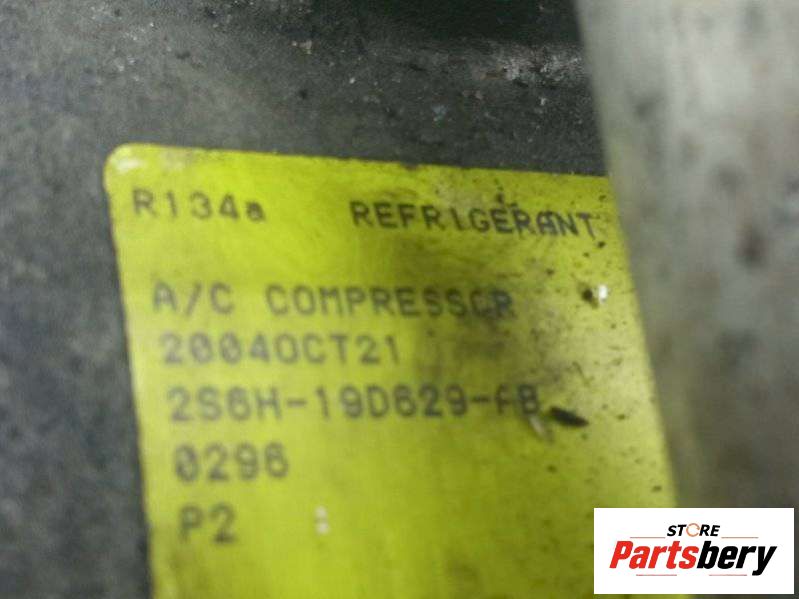 R134a REFRIGERANT
A/C COMPRESSOR
2004OCT21
2S6H-19D629-AB
0296
P2
STORE
Partsbery